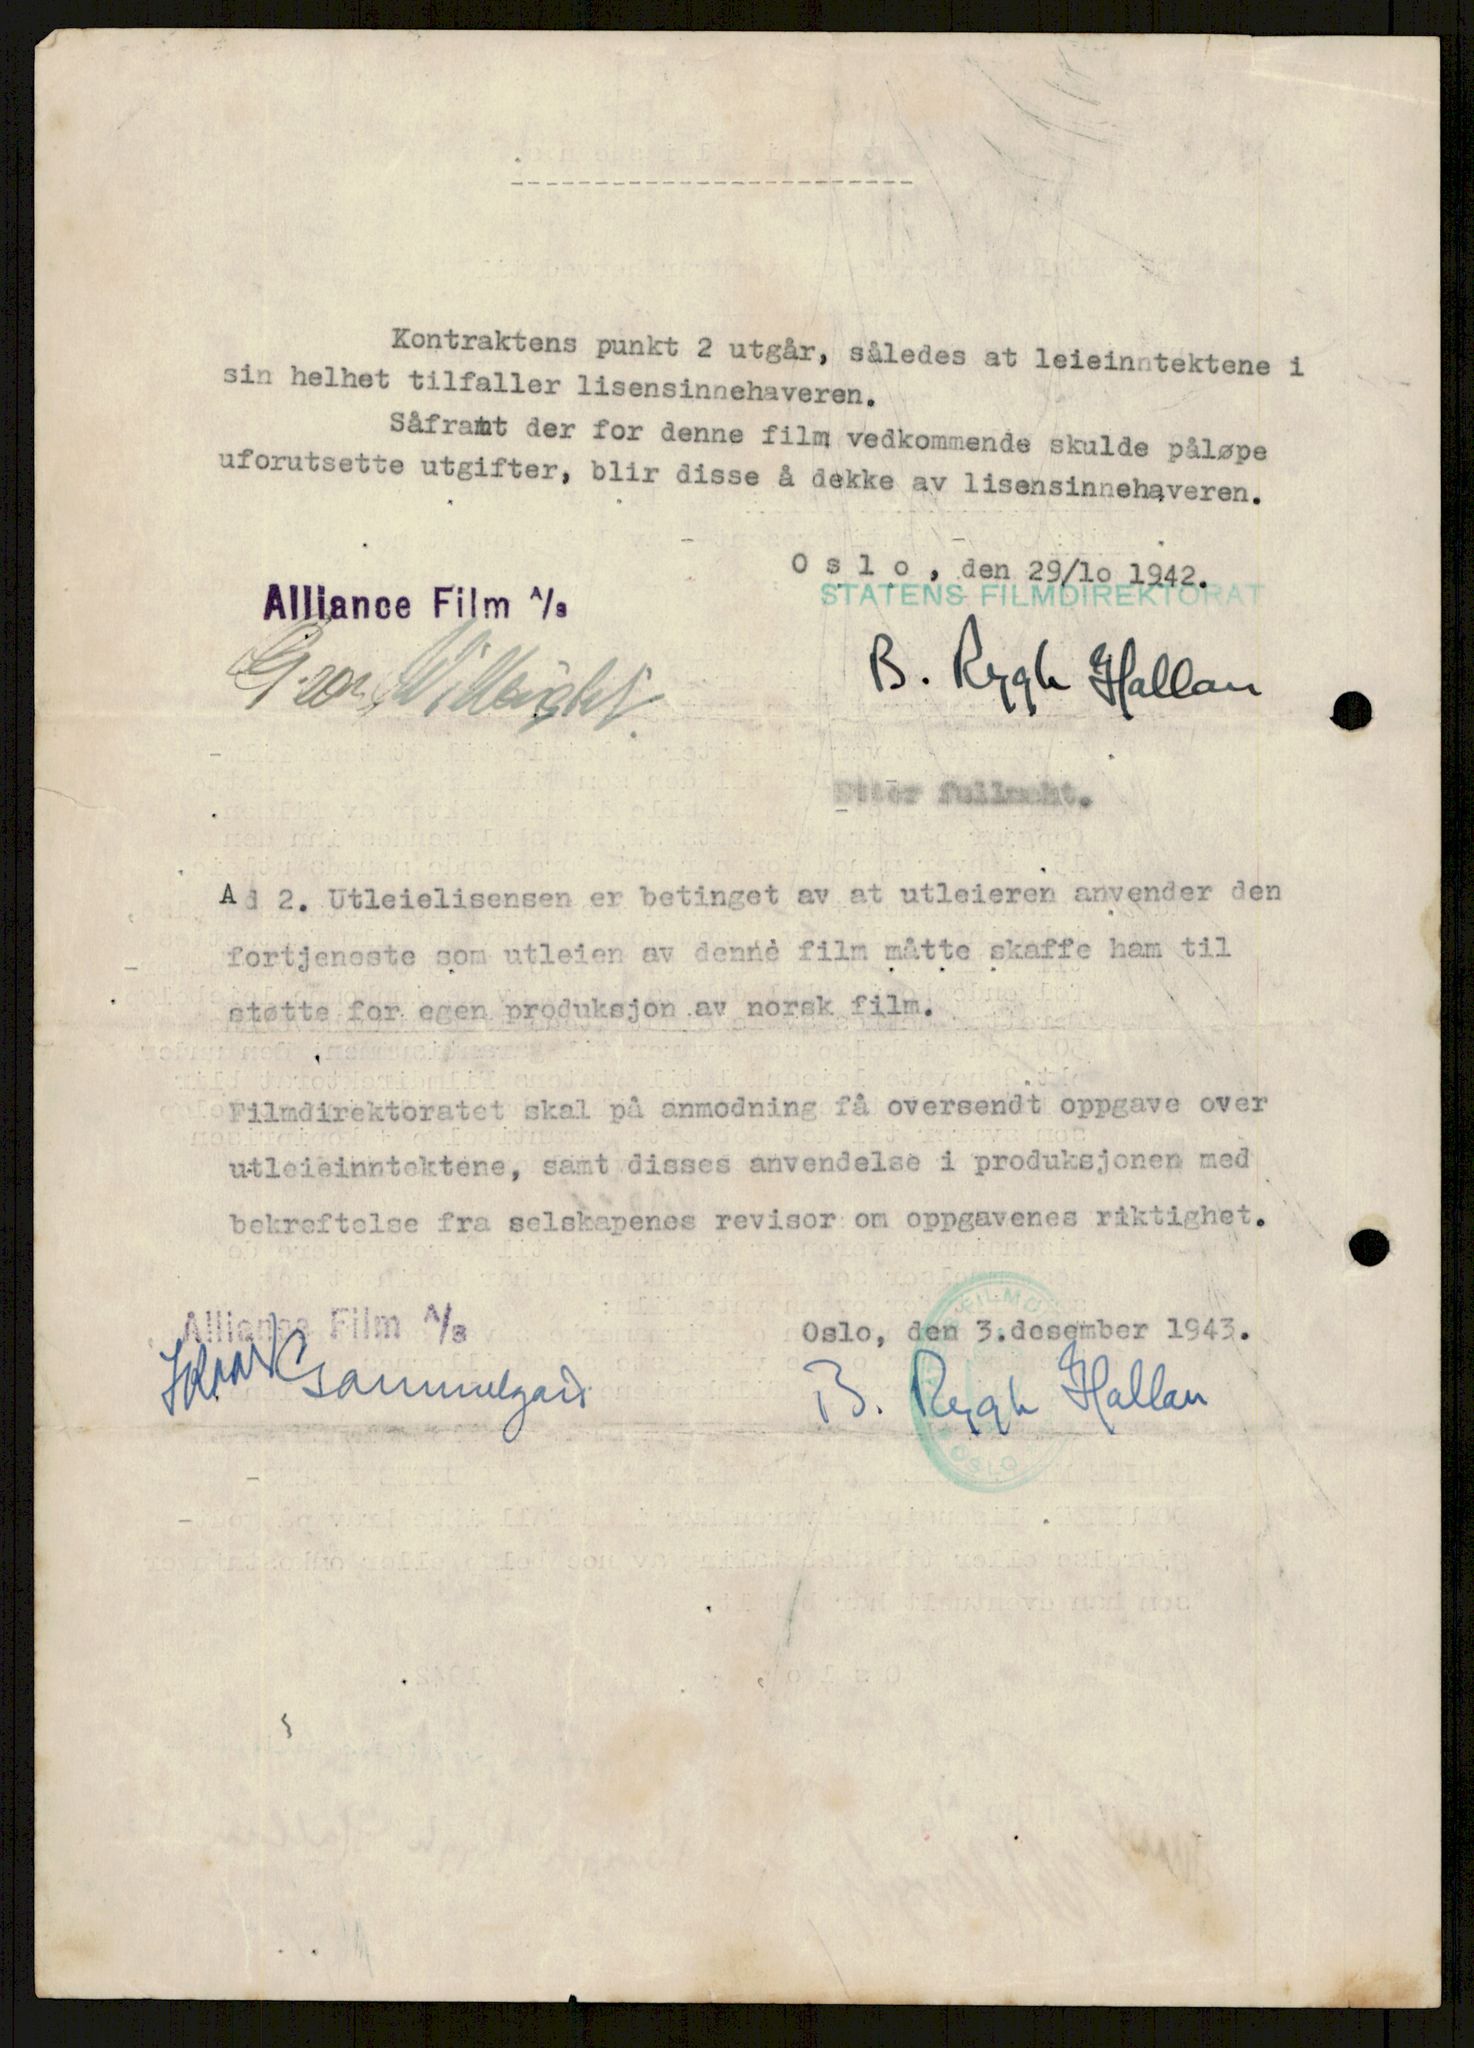 Kontraktens punkt 2 utgår, således at leieinntektene i
sin helhet tilfaller lisensinnehaveren.
Såframt der for denne film vedkommende skulde påløpe
uforutsette utgifter, blir disse å dekke av lisensinnehaveren.
O s l o , den 29/lo 1942.
Alliance Film A/s
STATENS FILMDIREKTORAT
B. Rygh Hallan
Etter fullmakt.
Ad 2. Utleielisensen er betinget av at utleieren anvender den
fortjeneste som utleien av denne film måtte skaffe ham til
støtte for egen produksjon av norsk film.
Filmdirektoratet skal på anmodning få oversendt oppgave over
utleieinntektene, samt disses anvendelse i produksjonen med
bekreftelse fra selskapenes revisor om oppgavenes riktighet.
Alliance Film A/s
Oslo, den 3.desember 1943.
B. Rygh Hallan
OSLO